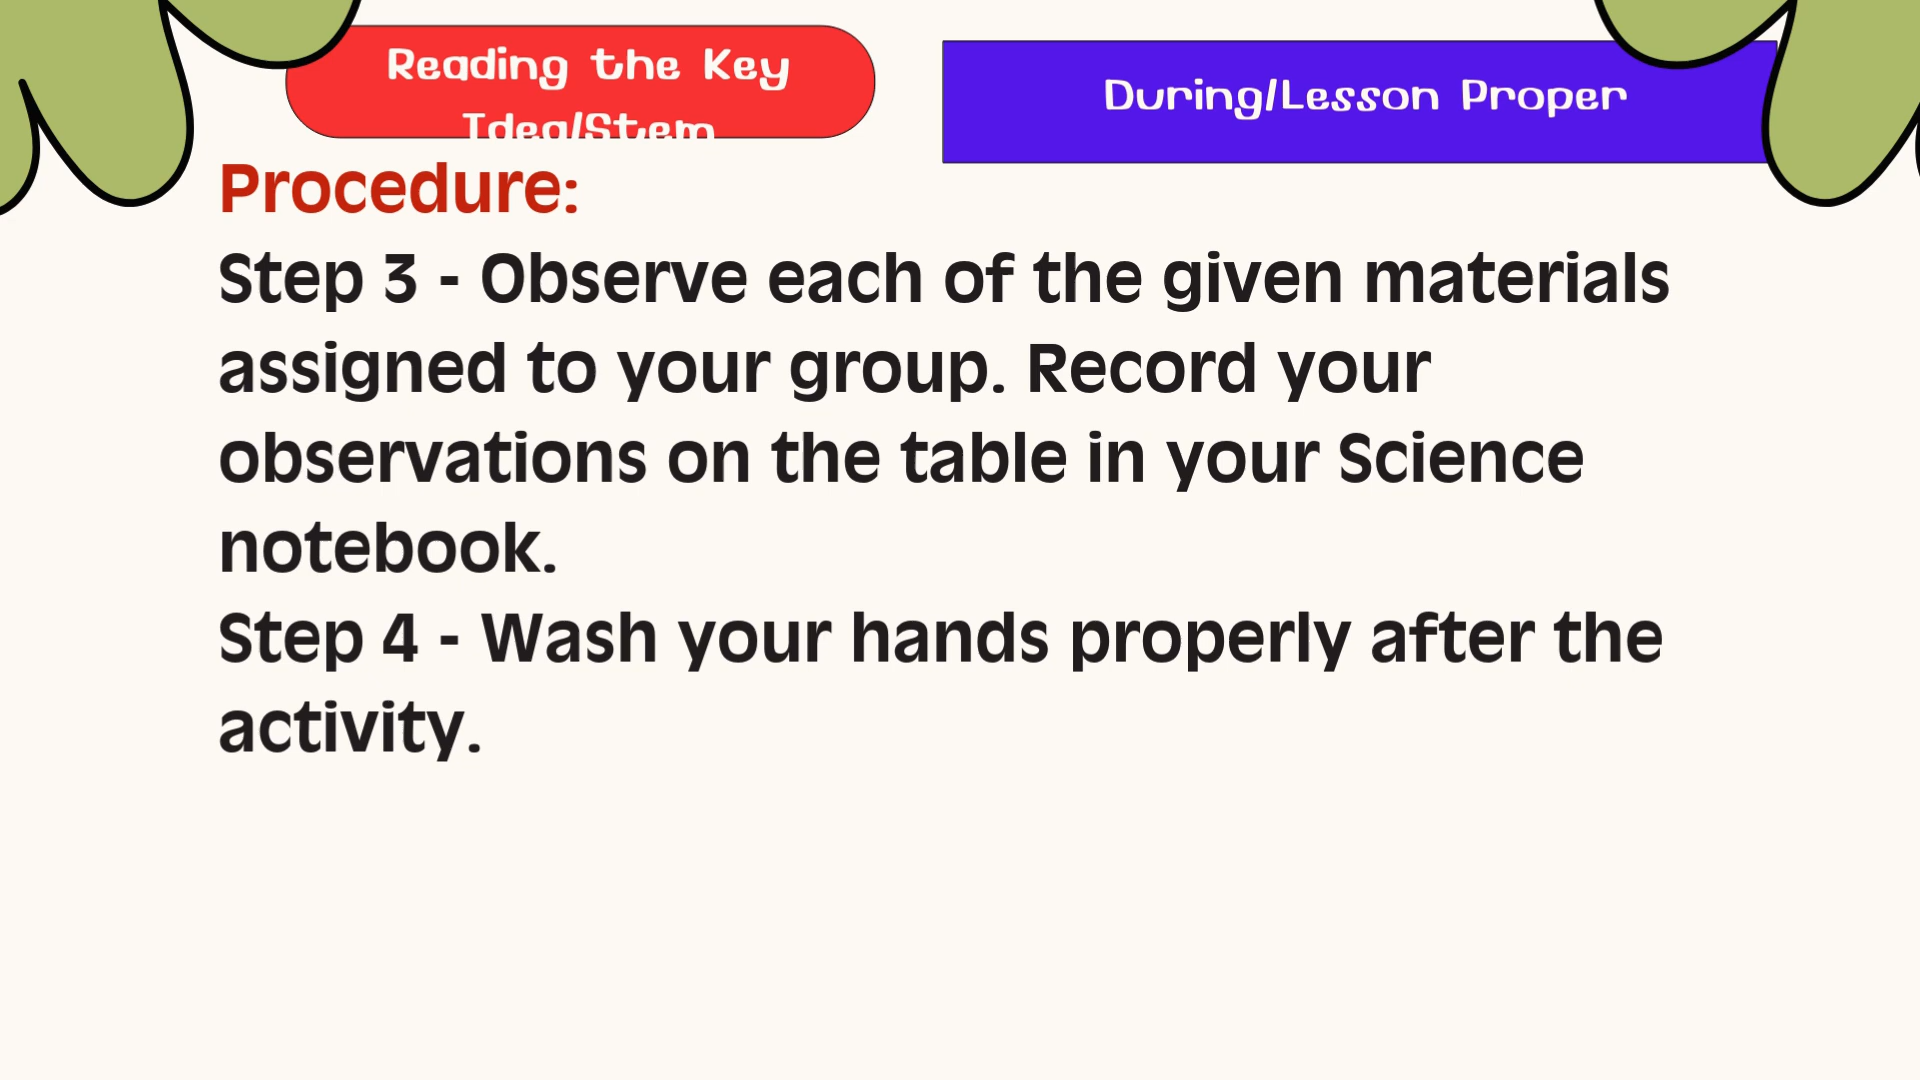 Reading the Key
Idea/Stem
During/Lesson Proper
Procedure:
Step 3 - Observe each of the given materials
assigned to your group. Record your
observations on the table in your Science
notebook.
Step 4 - Wash your hands properly after the
activity.